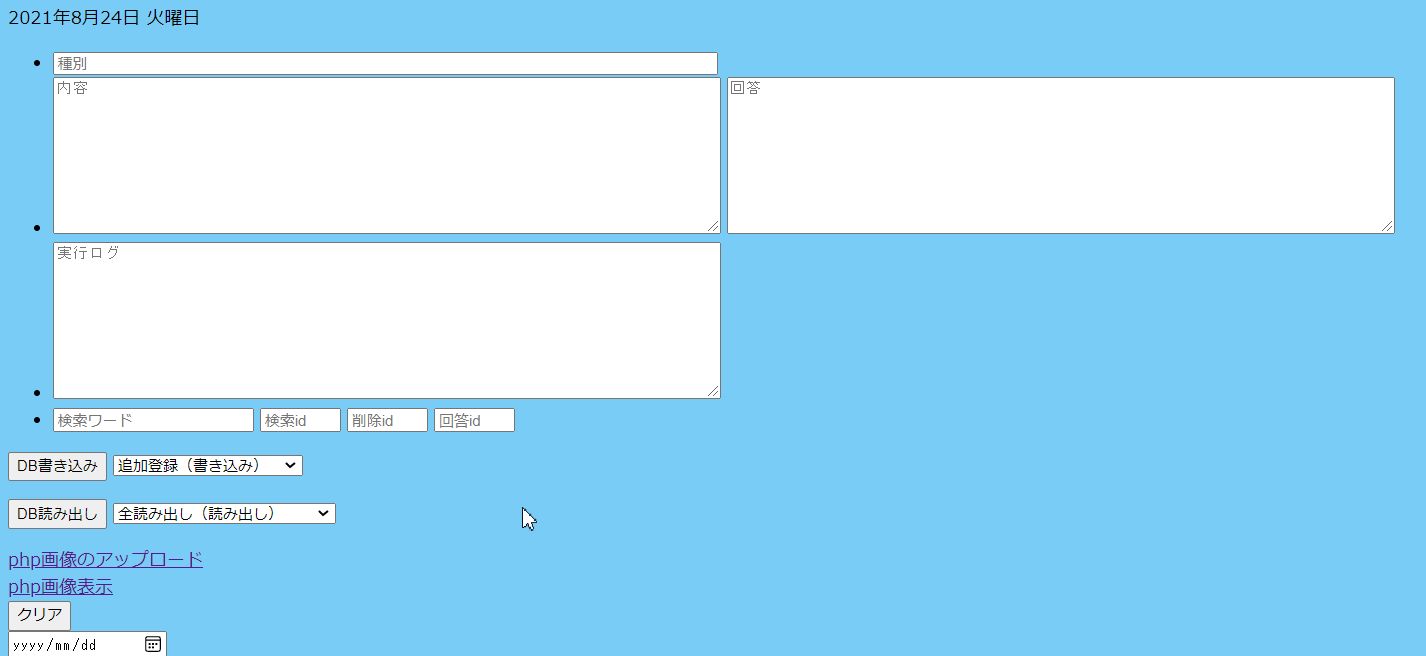 2021年8月24日 火曜日
種別
内容 回答
実行ログ
検索ワード 検索id 削除id 回答id
DB書き込み 追加登録（書き込み）
DB読み出し 全読み出し（読み出し）
php画像のアップロード
php画像表示
クリア
yyyy/mm/dd